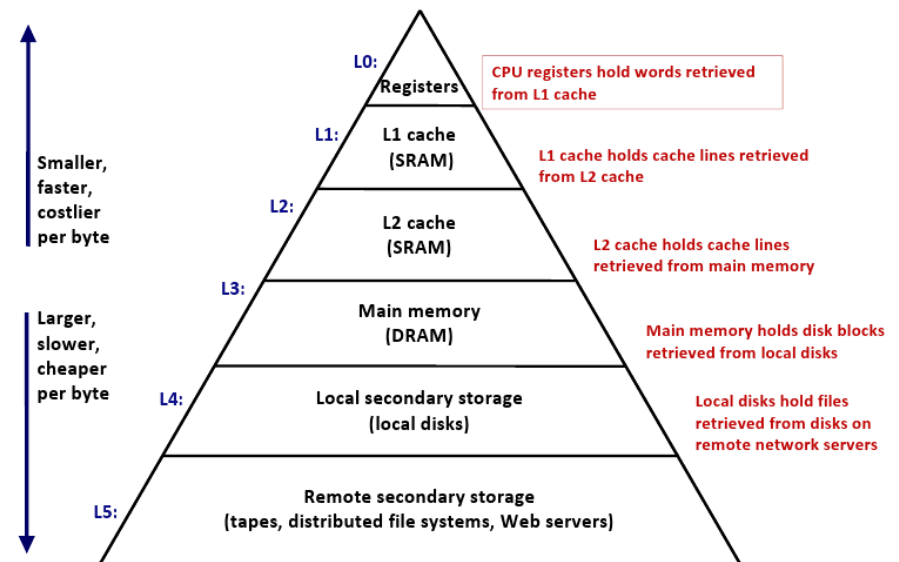 L0:
Registers
CPU registers hold words retrieved
from L1 cache
L1:
L1 cache
(SRAM)
L1 cache holds cache lines retrieved
from L2 cache
Smaller,
faster,
costlier
per byte
L2:
L2 cache
(SRAM)
L2 cache holds cache lines
retrieved from main memory
L3:
Main memory
(DRAM)
Main memory holds disk blocks
retrieved from local disks
Larger,
slower,
cheaper
per byte
L4:
Local secondary storage
(local disks)
Local disks hold files
retrieved from disks on
remote network servers
L5:
Remote secondary storage
(tapes, distributed file systems, Web servers)